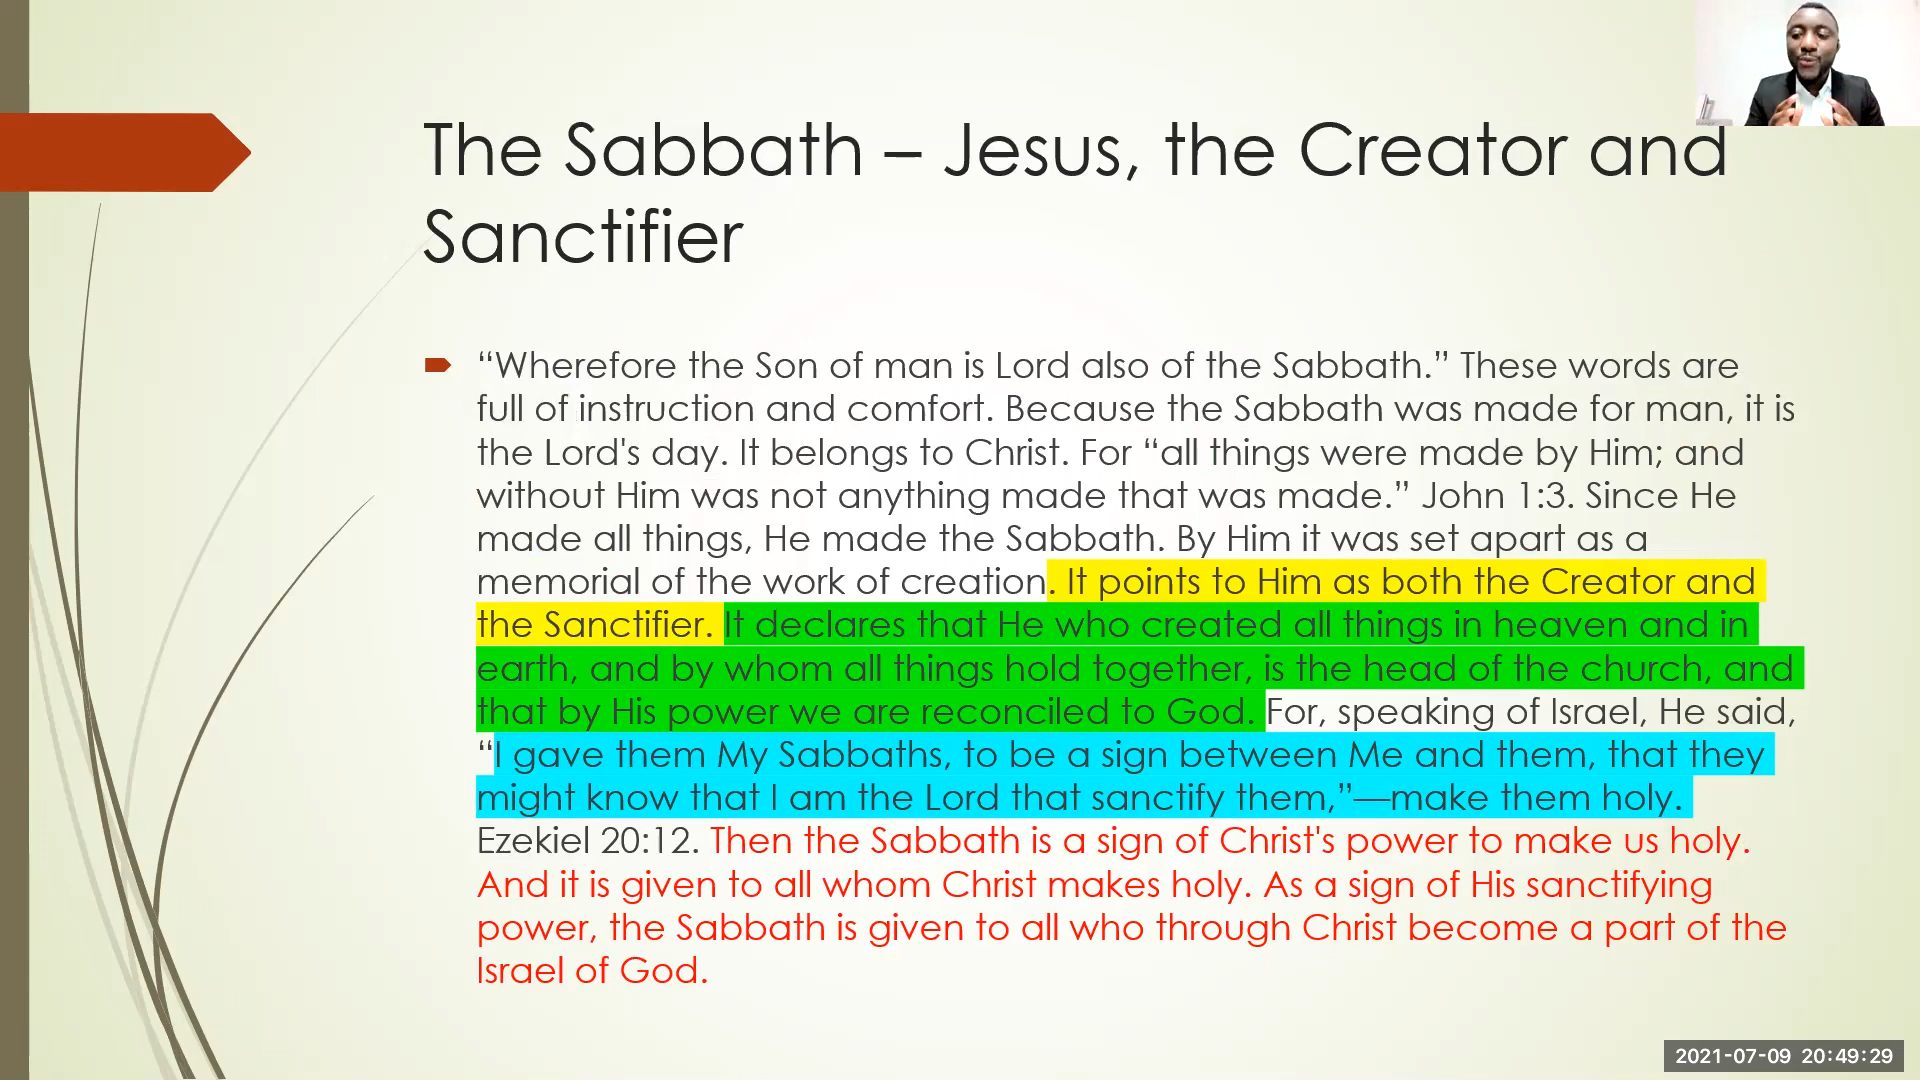 The Sabbath – Jesus, the Creator and
Sanctifier
“Wherefore the Son of man is Lord also of the Sabbath.” These words are
full of instruction and comfort. Because the Sabbath was made for man, it is
the Lord's day. It belongs to Christ. For “all things were made by Him; and
without Him was not anything made that was made.” John 1:3. Since He
made all things, He made the Sabbath. By Him it was set apart as a
memorial of the work of creation. It points to Him as both the Creator and
the Sanctifier. It declares that He who created all things in heaven and in
earth, and by whom all things hold together, is the head of the church, and
that by His power we are reconciled to God. For, speaking of Israel, He said,
“I gave them My Sabbaths, to be a sign between Me and them, that they
might know that I am the Lord that sanctify them,”—make them holy.
Ezekiel 20:12. Then the Sabbath is a sign of Christ's power to make us holy.
And it is given to all whom Christ makes holy. As a sign of His sanctifying
power, the Sabbath is given to all who through Christ become a part of the
Israel of God.
2021-07-09 20:49:29